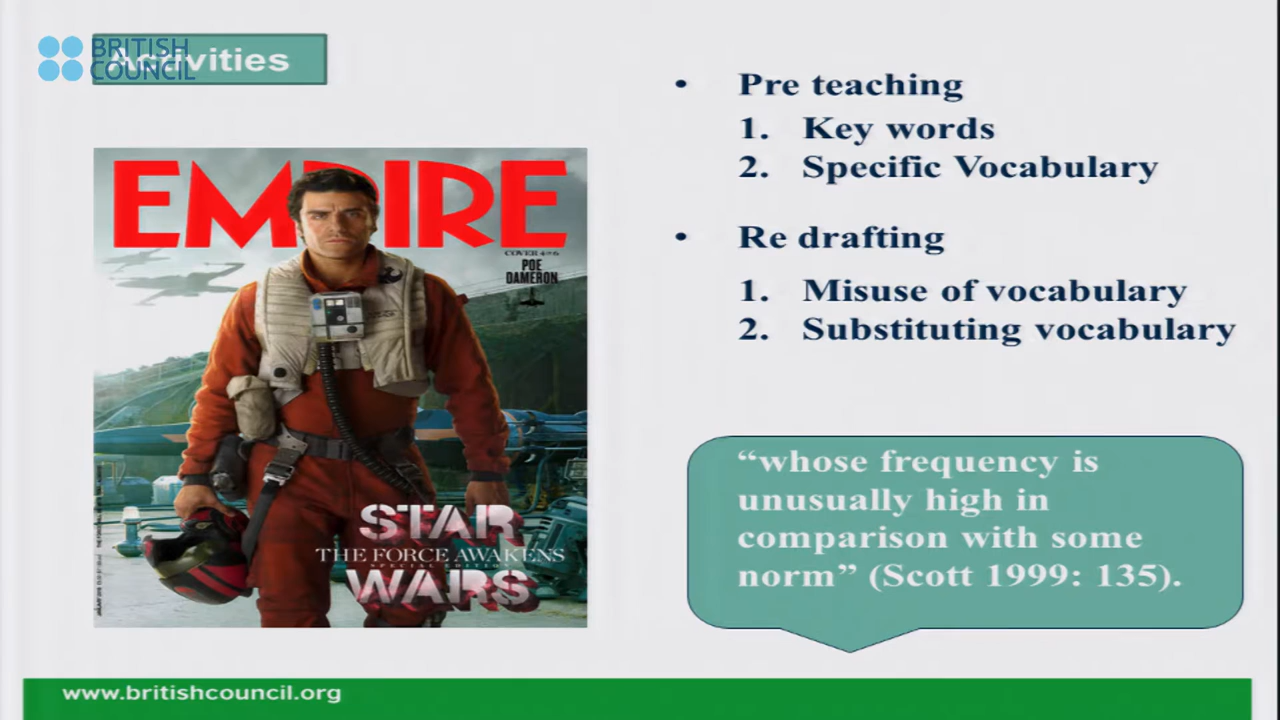 BRITISH
COUNCIL
Activities
EMPIRE
COVER 4 OF 6
POE
DAMERON
STAR
THE FORCE AWAKENS
SPECIAL EDITION
WARS
• Pre teaching
1. Key words
2. Specific Vocabulary
• Re drafting
1. Misuse of vocabulary
2. Substituting vocabulary
“whose frequency is
unusually high in
comparison with some
norm” (Scott 1999: 135).
www.britishcouncil.org